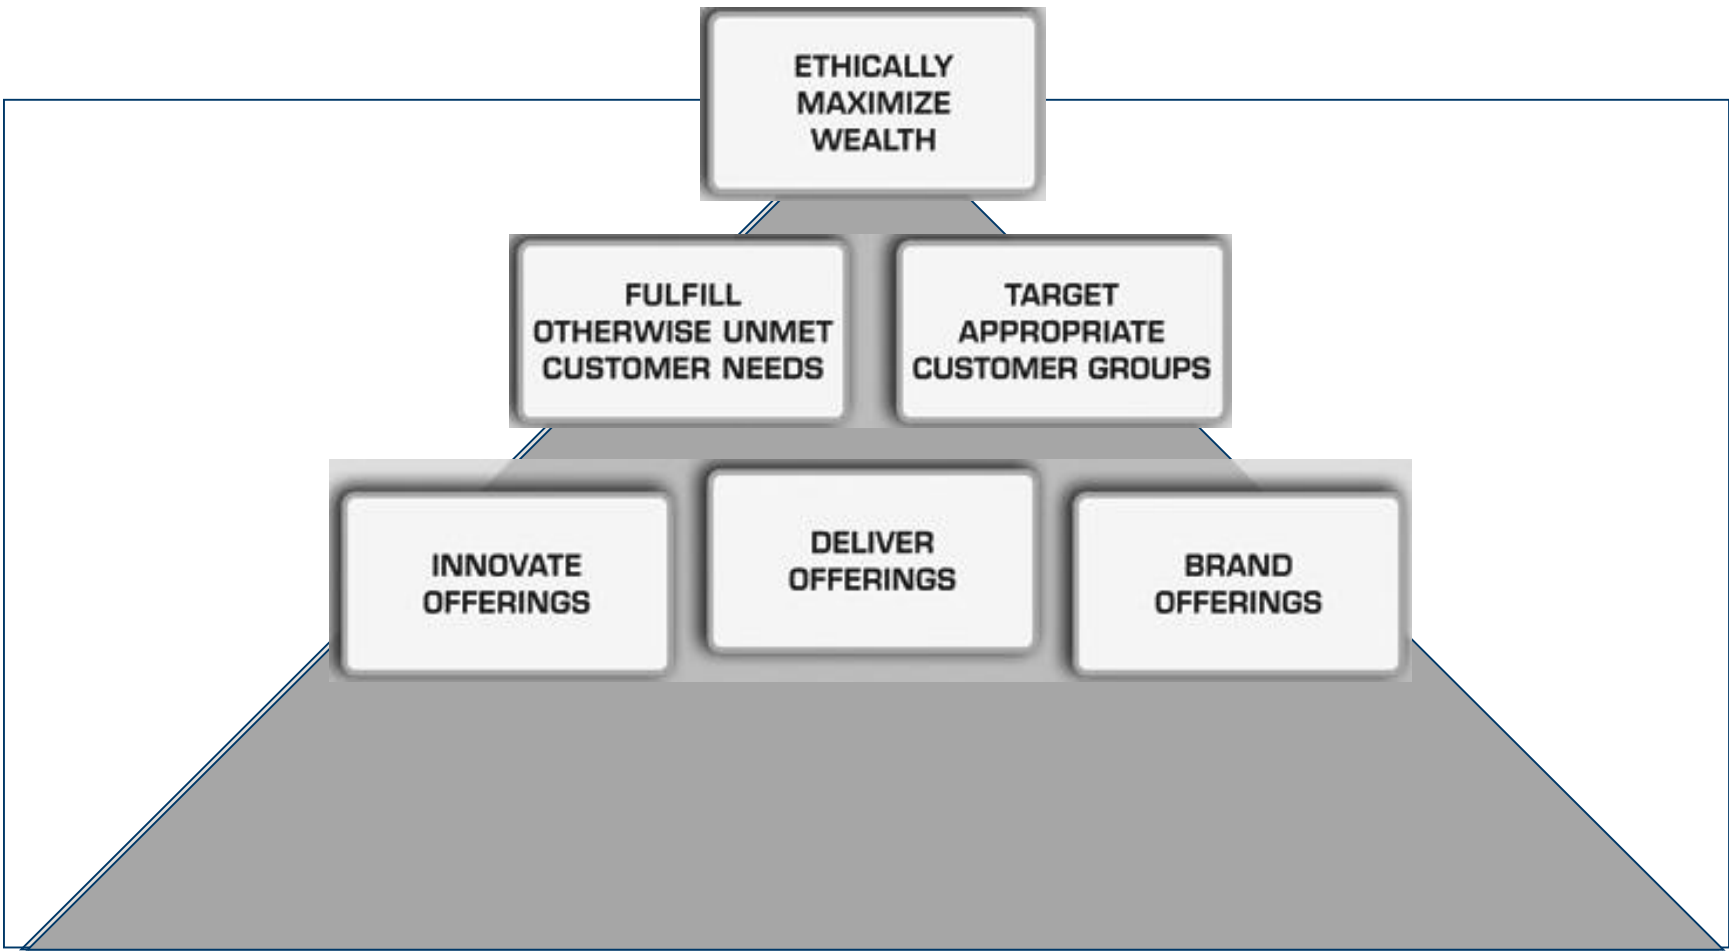 ETHICALLY
MAXIMIZE
WEALTH
FULFILL
OTHERWISE UNMET
CUSTOMER NEEDS
TARGET
APPROPRIATE
CUSTOMER GROUPS
INNOVATE
OFFERINGS
DELIVER
OFFERINGS
BRAND
OFFERINGS